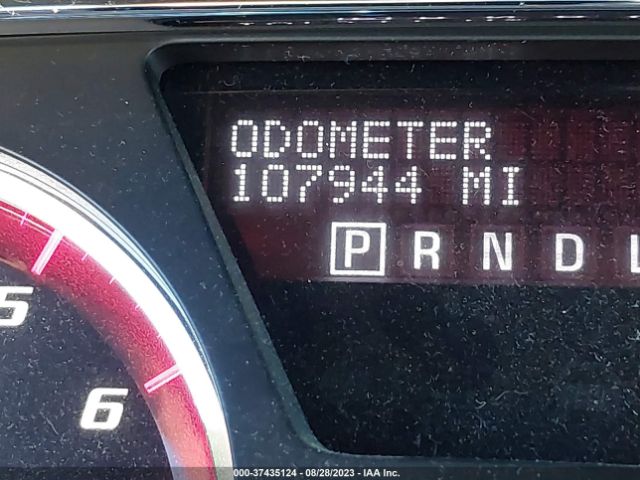 ODOMETER
107944 MI
P R N D L
5
6
000-37435124 - 08/28/2023 - IAA Inc.